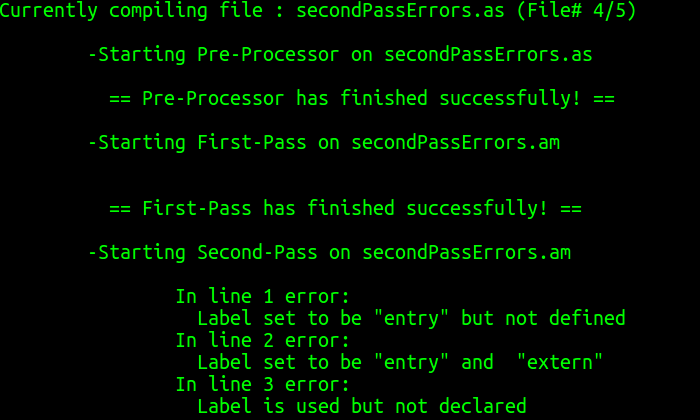 Currently compiling file : secondPassErrors.as (File# 4/5)
-Starting Pre-Processor on secondPassErrors.as
== Pre-Processor has finished successfully! ==
-Starting First-Pass on secondPassErrors.am
== First-Pass has finished successfully! ==
-Starting Second-Pass on secondPassErrors.am
In line 1 error:
Label set to be "entry" but not defined
In line 2 error:
Label set to be "entry" and  "extern"
In line 3 error:
Label is used but not declared